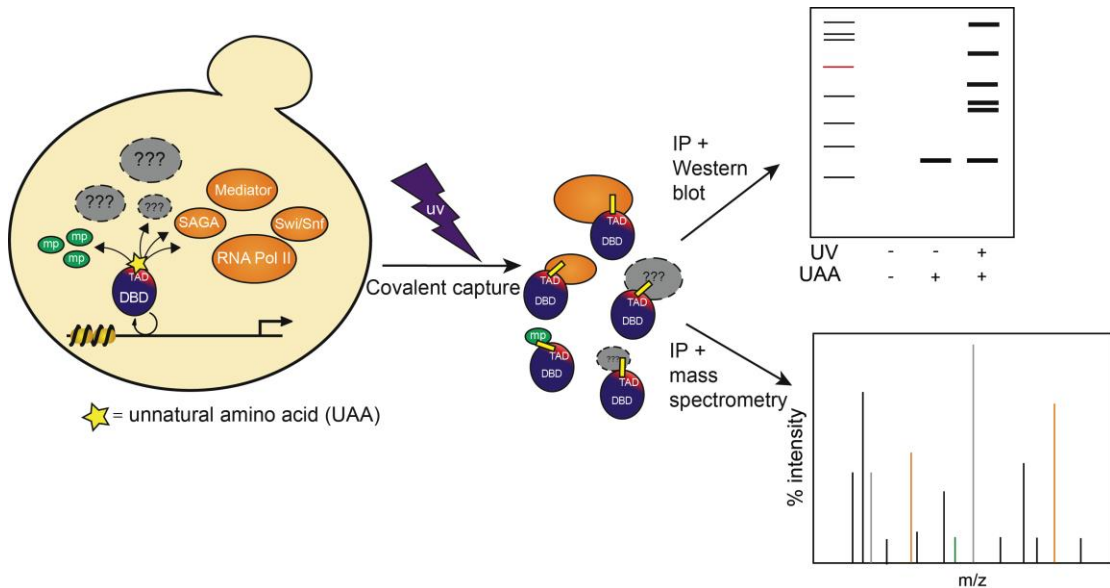 ???
???
???
Mediator
SAGA
Swi/Snf
RNA Pol II
mp
mp
mp
TAD
DBD
= unnatural amino acid (UAA)
uv
Covalent capture
TAD
DBD
TAD
DBD
???
TAD
DBD
mp
TAD
DBD
???
TAD
DBD
IP +
Western
blot
UV - - +
UAA - + +
IP +
mass
spectrometry
% intensity
m/z